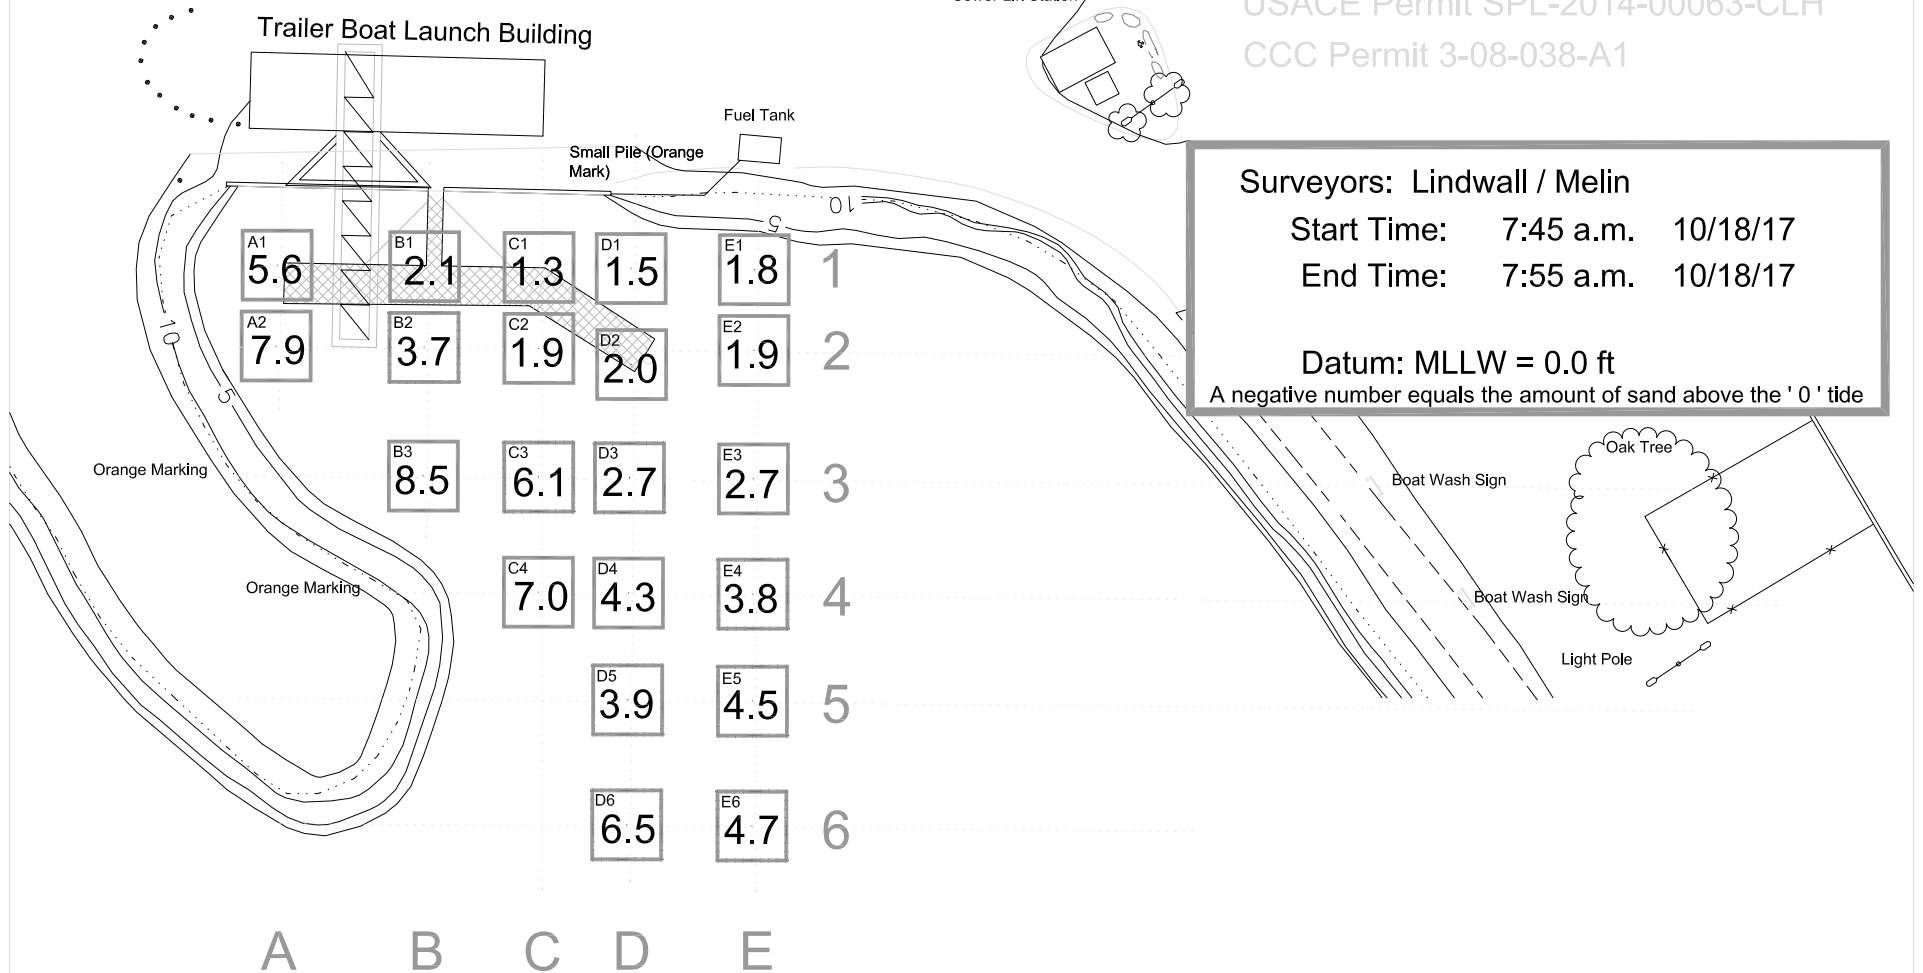 Sewer Lift Station
USACE Permit SPL-2014-00063-CLH
CCC Permit 3-08-038-A1
Trailer Boat Launch Building
Fuel Tank
Small Pile (Orange
Mark)
Surveyors: Lindwall / Melin
Start Time: 7:45 a.m. 10/18/17
End Time: 7:55 a.m. 10/18/17
Datum: MLLW = 0.0 ft
A negative number equals the amount of sand above the ' 0 ' tide
10
5
10
5
A1 B1 C1 D1 E1
5.6 2.1 1.3 1.5 1.8 1
A2 B2 C2 D2 E2
7.9 3.7 1.9 2.0 1.9 2
B3 C3 D3 E3
8.5 6.1 2.7 2.7 3
C4 D4 E4
7.0 4.3 3.8 4
D5 E5
3.9 4.5 5
D6 E6
6.5 4.7 6
A B C D E
Orange Marking
Orange Marking
Oak Tree
Boat Wash Sign
Boat Wash Sign
Light Pole